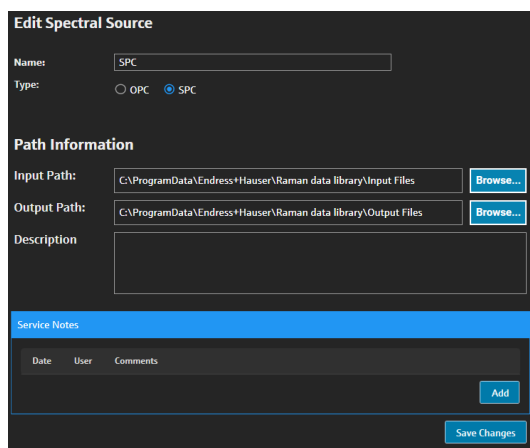 Edit Spectral Source
Name: SPC
Type: OPC SPC
Path Information
Input Path: C:\ProgramData\Endress+Hauser\Raman data library\Input Files Browse...
Output Path: C:\ProgramData\Endress+Hauser\Raman data library\Output Files Browse...
Description
Service Notes
Date User Comments
Add
Save Changes